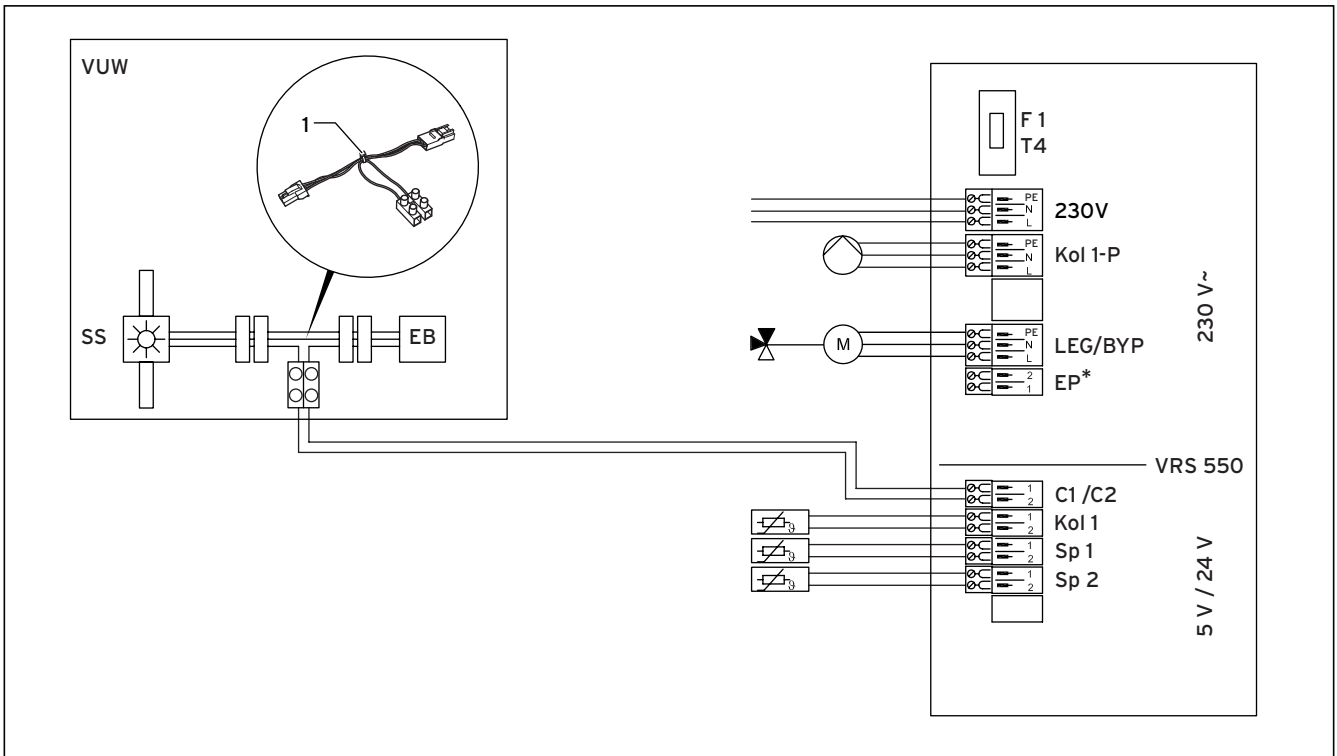 VUW
1
SS
EB
F 1
T4
PE
N
L
230V
PE
N
L
Kol 1-P
PE
N
L
LEG/BYP
M
2
1
EP*
230 V~
VRS 550
1
2
C1 /C2
ϑ
1
2
Kol 1
ϑ
1
2
Sp 1
ϑ
1
2
Sp 2
5 V / 24 V